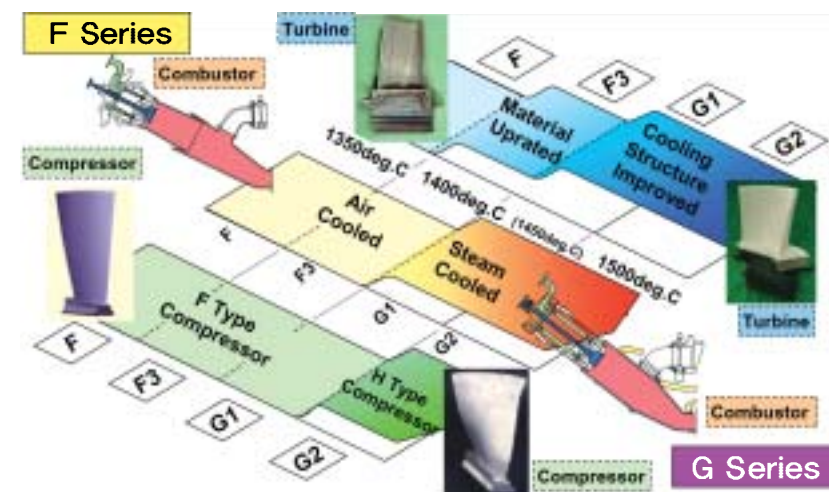 F Series
Turbine
Combustor
Compressor
F
F3
G1
G2
Material
Uprated
Cooling
Structure
Improved
1350deg.C
1400deg.C
(1450deg.C)
1500deg.C
Air
Cooled
Steam
Cooled
F
F3
G1
G2
Turbine
F Type
Compressor
H Type
Compressor
F
F3
G1
G2
Combustor
Compressor
G Series